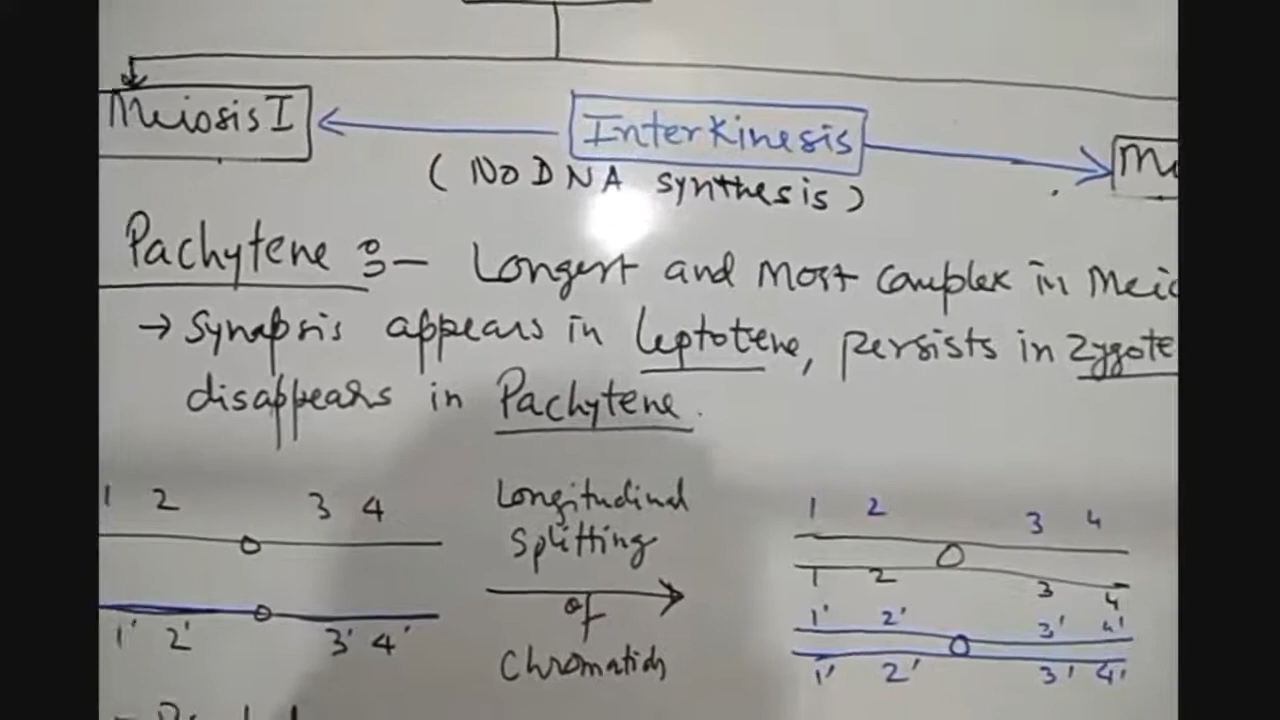 Meiosis I
Interkinesis
(NO DNA synthesis)
Pachytene :- Longest and most complex in Meio
→ Synapsis appears in leptotene, persists in Zygote
disappears in Pachytene.
1 2 3 4
1' 2' 3' 4'
Longitudinal
splitting
of
Chromatids
1 2 3 4
1 2 3 4
1' 2' 3' 4'
1' 2' 3' 4'